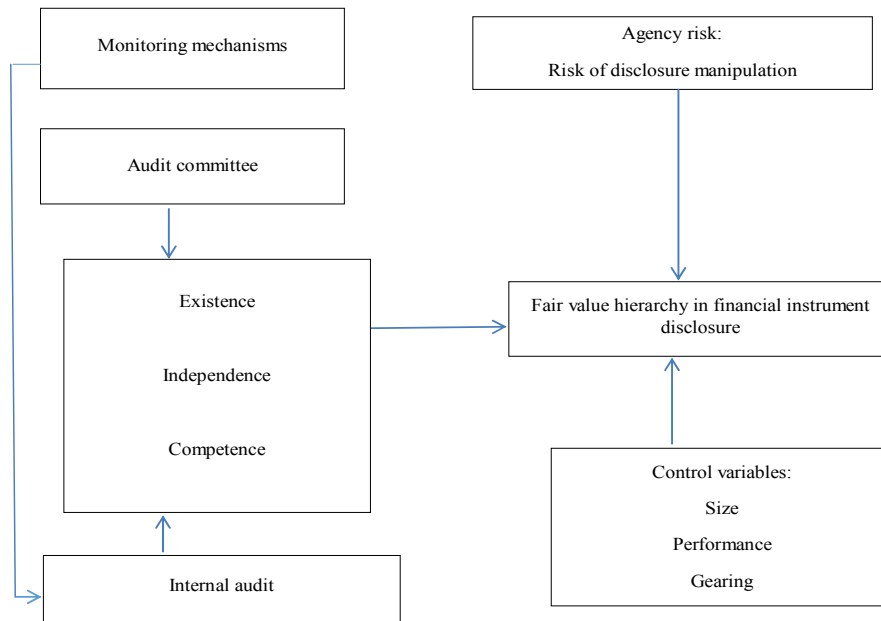 Monitoring mechanisms
Audit committee
Existence
Independence
Competence
Internal audit
Agency risk:
Risk of disclosure manipulation
Fair value hierarchy in financial instrument
disclosure
Control variables:
Size
Performance
Gearing